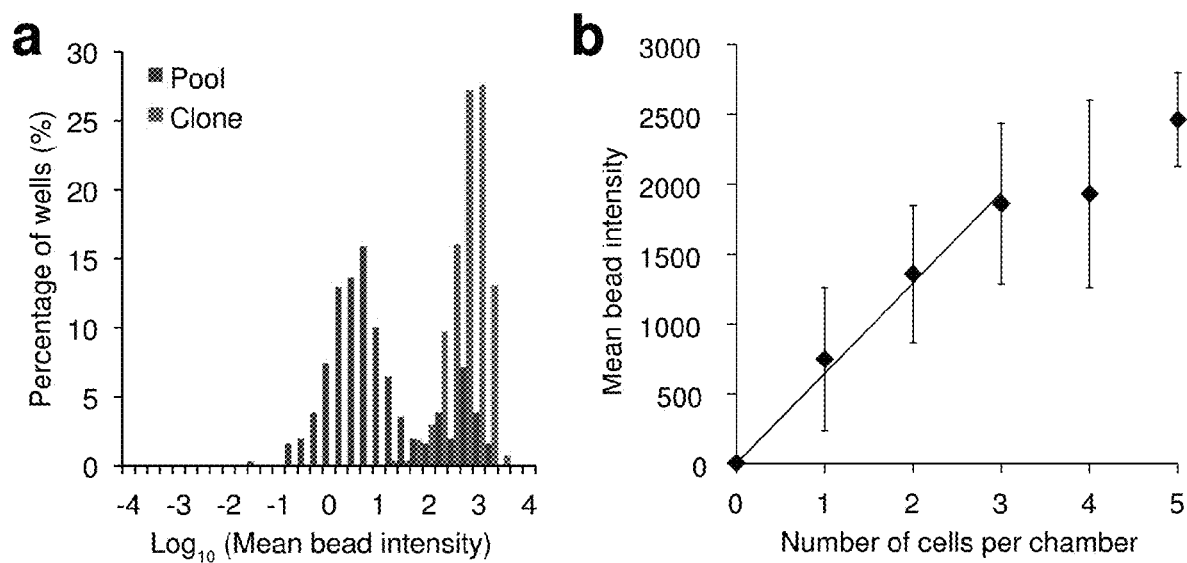 a
30
25
20
15
10
5
0
Percentage of wells (%)
Pool
Clone
-4 -3 -2 -1 0 1 2 3 4
Log10 (Mean bead intensity)
b
3000
2500
2000
1500
1000
500
0
Mean bead intensity
0 1 2 3 4 5
Number of cells per chamber